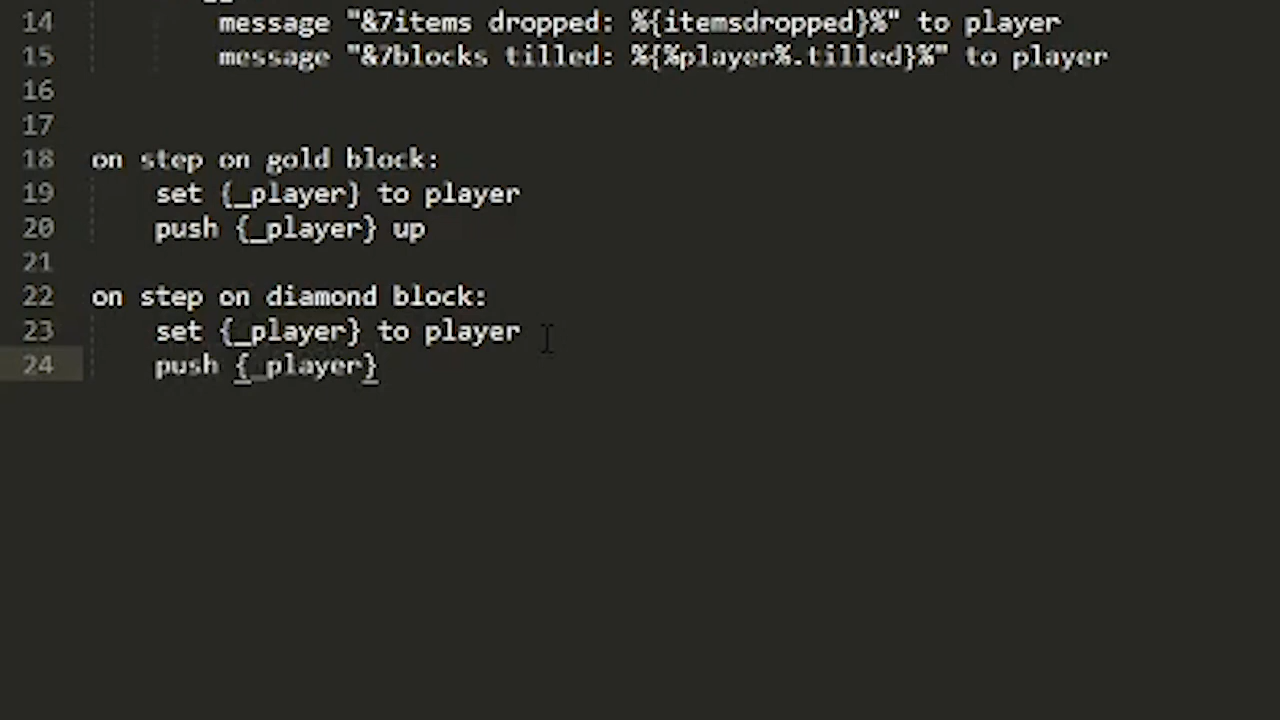 14 message "&7items dropped: %{itemsdropped}%" to player
15 message "&7blocks tilled: %{%player%.tilled}%" to player
16
17
18 on step on gold block:
19 set {_player} to player
20 push {_player} up
21
22 on step on diamond block:
23 set {_player} to player
24 push {_player}